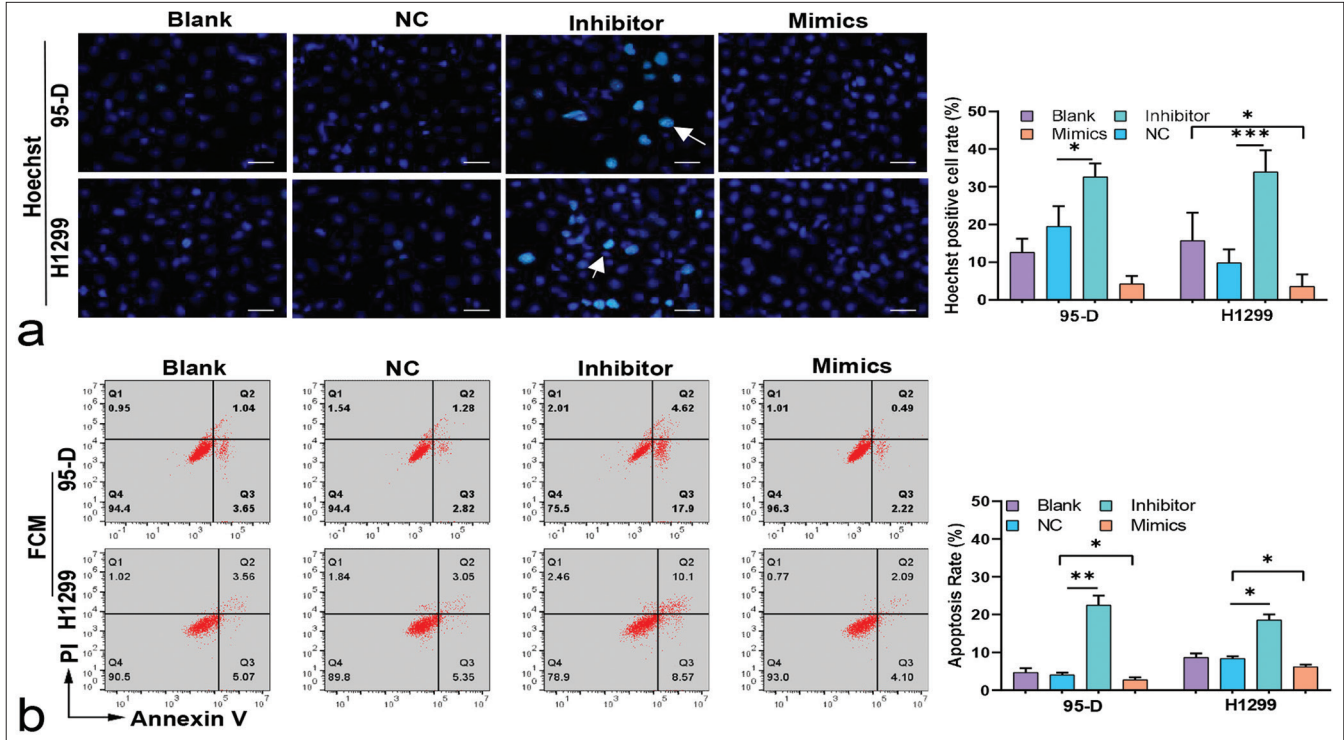 Blank NC Inhibitor Mimics
Hoechst
95-D
H1299
a
Hoechst positive cell rate (%)
50
40
30
20
10
0
Blank Inhibitor
Mimics NC
* *** *
95-D H1299
Blank NC Inhibitor Mimics
FCM
95-D
Q1 Q2 Q1 Q2 Q1 Q2 Q1 Q2
0.95 1.04 1.54 1.28 2.01 4.62 1.01 0.49
Q4 Q3 Q4 Q3 Q4 Q3 Q4 Q3
94.4 3.65 94.4 2.82 75.5 17.9 96.3 2.22
H1299
Q1 Q2 Q1 Q2 Q1 Q2 Q1 Q2
1.02 3.56 1.84 3.05 2.46 10.1 0.77 2.09
Q4 Q3 Q4 Q3 Q4 Q3 Q4 Q3
90.5 5.07 89.8 5.35 78.9 8.57 93.0 4.10
PI
Annexin V
b
Apoptosis Rate (%)
50
40
30
20
10
0
Blank Inhibitor
NC Mimics
* ** * *
95-D H1299